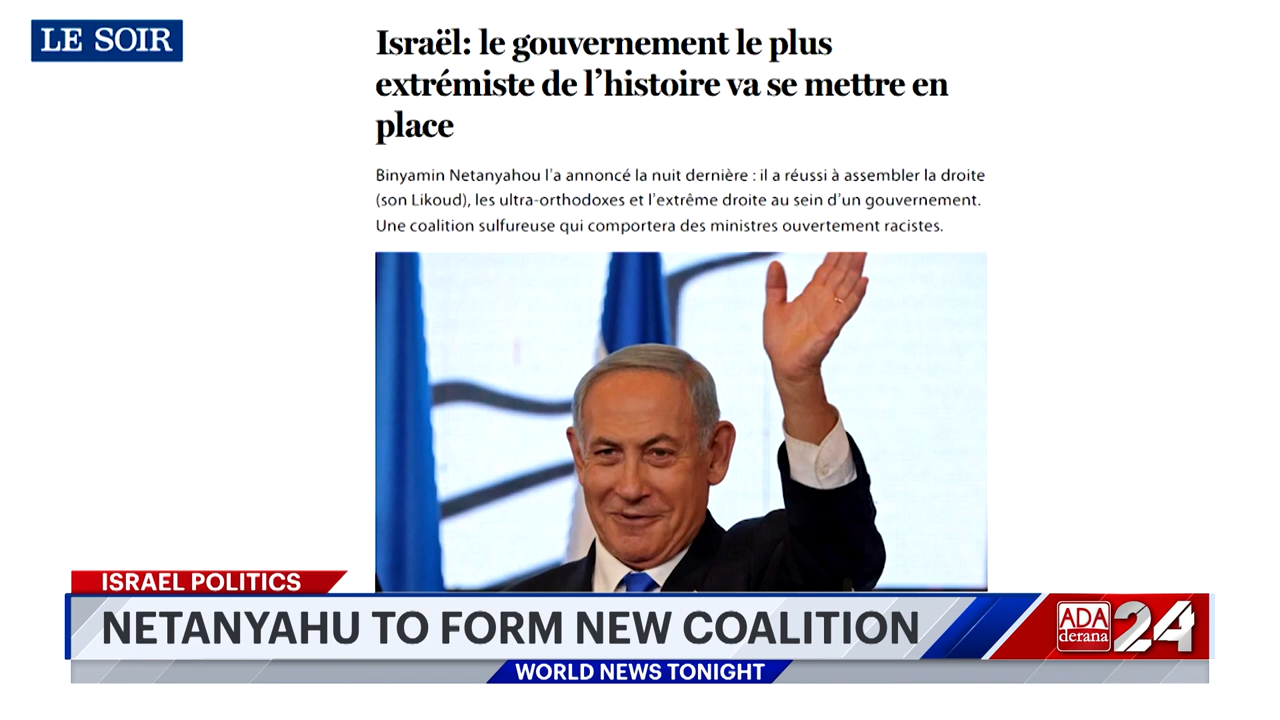 LE SOIR
Israël: le gouvernement le plus
extrémiste de l’histoire va se mettre en
place
Binyamin Netanyahou l’a annoncé la nuit dernière : il a réussi à assembler la droite
(son Likoud), les ultra-orthodoxes et l’extrême droite au sein d’un gouvernement.
Une coalition sulfureuse qui comportera des ministres ouvertement racistes.
ISRAEL POLITICS
NETANYAHU TO FORM NEW COALITION
ADA
derana
24
WORLD NEWS TONIGHT